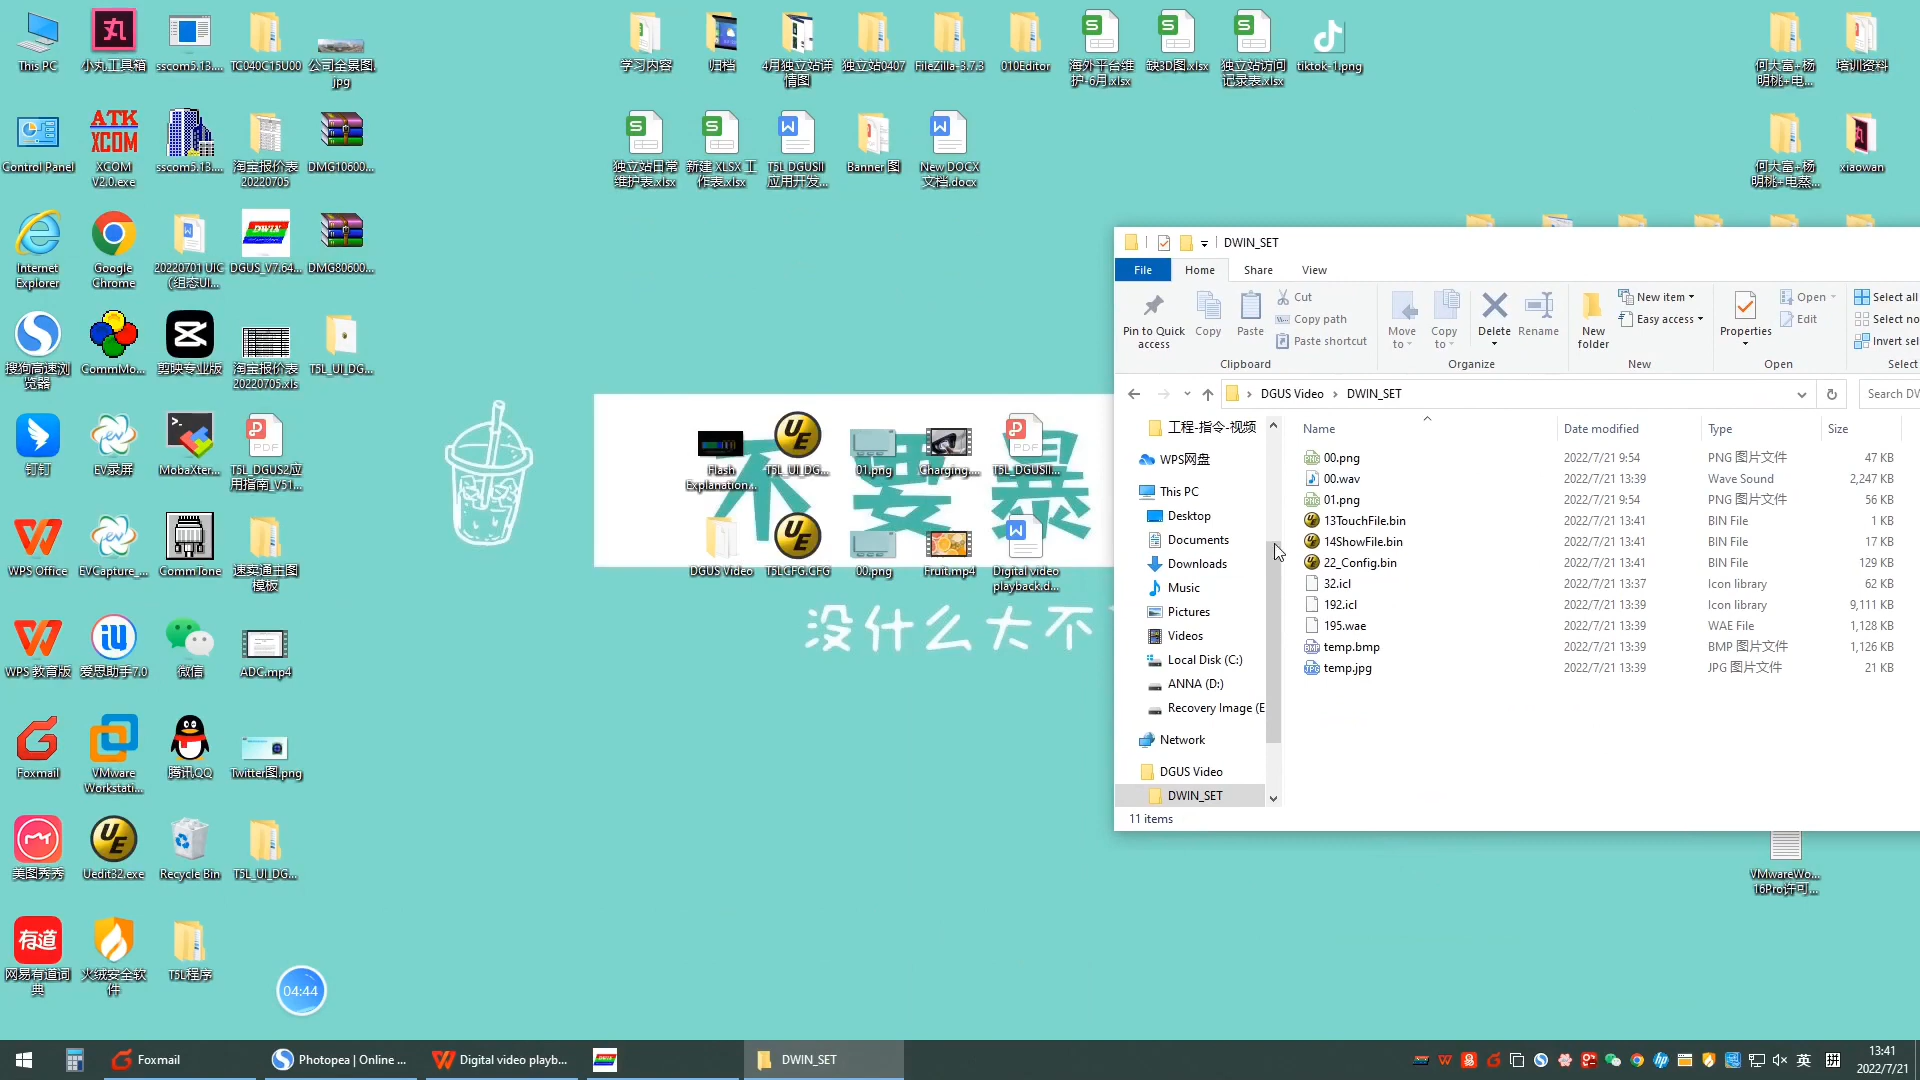 This PC
小丸工具箱
sscom5.13....
TC040C15U00
公司全景图.
jpg
学习内容
归档
4月独立站详
情图
独立站0407
FileZilla-3.7.3
010Editor
海外平台维
护-6月.xlsx
缺3D图.xlsx
独立站访问
记录表.xlsx
tiktok-1.png
何大富+杨
明桃+电...
培训资料
Control Panel
ATK
XCOM
XCOM
V2.0.exe
sscom5.13....
淘宝报价表
20220705
DMG10600...
独立站日常
维护表.xlsx
新建 XLSX 工
作表.xlsx
T5L DGUSII
应用开发...
Banner 图
New DOCX
文档.docx
何大富+杨
明桃+电蒸...
xiaowan
Internet
Explorer
Google
Chrome
20220701 UIC
(组态UI...
DWIN
DGUS_V7.64...
DMG80600...
搜狗高速浏
览器
CommMo...
剪映专业版
淘宝报价表
20220705.xls
T5L_UI_DG...
钉钉
EV录屏
MobaXter...
T5L_DGUS2应
用指南_V51...
WPS Office
EVCapture_...
CommTone
速卖通主图
模板
WPS 教育版
爱思助手7.0
微信
ADC.mp4
Foxmail
VMware
Workstati...
腾讯QQ
Twitter图.png
美图秀秀
Uedit32.exe
Recycle Bin
T5L_UI_DG...
有道
网易有道词
典
火绒安全软
件
T5L程序
04:44
不要暴
没什么大不
Flash
Explanation...
T5L_UI_DG...
01.png
Charging....
T5L_DGUSII...
DGUS Video
T5LCFG.CFG
00.png
Fruit.mp4
Digital video
playback.d...
VMwareWo...
16Pro许可...
DWIN_SET
File Home Share View
Pin to Quick
access
Copy
Paste
Cut
Copy path
Paste shortcut
Clipboard
Move
to
Copy
to
Delete
Rename
Organize
New
folder
New item
Easy access
New
Properties
Open
Edit
Open
Select all
Select no
Invert sel
Select
DGUS Video › DWIN_SET
Search DV
工程-指令-视频
WPS网盘
This PC
Desktop
Documents
Downloads
Music
Pictures
Videos
Local Disk (C:)
ANNA (D:)
Recovery Image (E
Network
DGUS Video
DWIN_SET
Name Date modified Type Size
00.png 2022/7/21 9:54 PNG 图片文件 47 KB
00.wav 2022/7/21 13:39 Wave Sound 2,247 KB
01.png 2022/7/21 9:54 PNG 图片文件 56 KB
13TouchFile.bin 2022/7/21 13:41 BIN File 1 KB
14ShowFile.bin 2022/7/21 13:41 BIN File 17 KB
22_Config.bin 2022/7/21 13:41 BIN File 129 KB
32.icl 2022/7/21 13:37 Icon library 62 KB
192.icl 2022/7/21 13:39 Icon library 9,111 KB
195.wae 2022/7/21 13:39 WAE File 1,128 KB
temp.bmp 2022/7/21 13:39 BMP 图片文件 1,126 KB
temp.jpg 2022/7/21 13:39 JPG 图片文件 21 KB
11 items
Foxmail
Photopea | Online ...
Digital video playb...
DWIN_SET
英
拼
13:41
2022/7/21